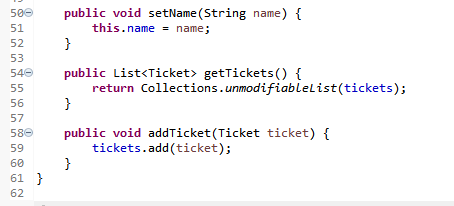 50 public void setName(String name) {
51 this.name = name;
52 }
53
54 public List<Ticket> getTickets() {
55 return Collections.unmodifiableList(tickets);
56 }
57
58 public void addTicket(Ticket ticket) {
59 tickets.add(ticket);
60 }
61 }
62